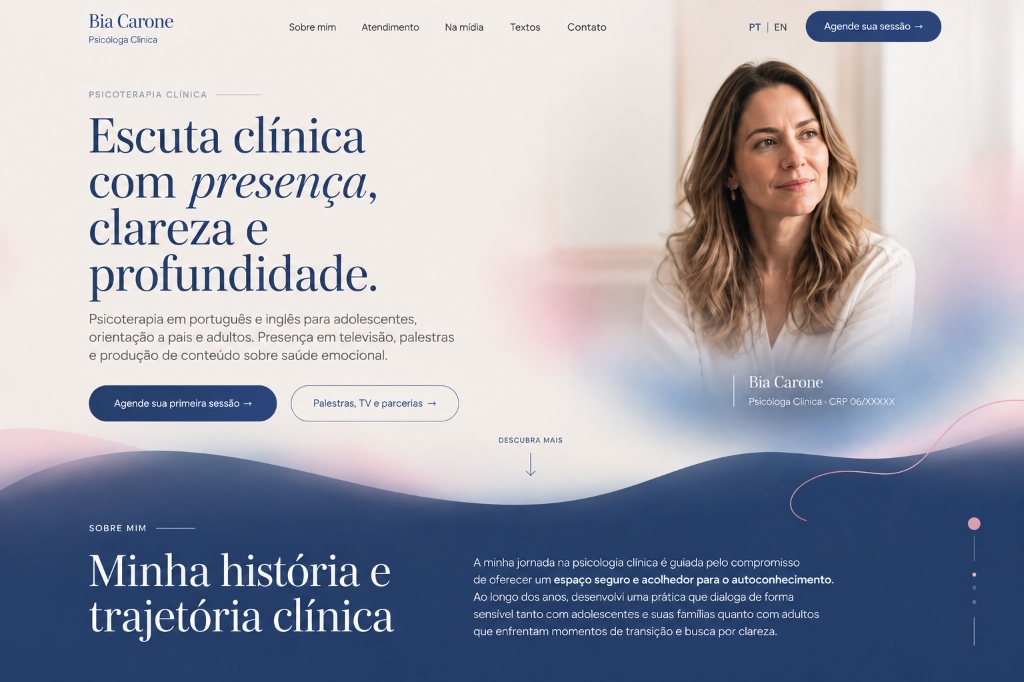 Bia Carone
Psicóloga Clínica
Sobre mim
Atendimento
Na mídia
Textos
Contato
PT | EN
Agende sua sessão →
PSICOTERAPIA CLÍNICA
Escuta clínica
com presença,
clareza e
profundidade.
Psicoterapia em português e inglês para adolescentes,
orientação a pais e adultos. Presença em televisão, palestras
e produção de conteúdo sobre saúde emocional.
Agende sua primeira sessão →
Palestras, TV e parcerias →
Bia Carone
Psicóloga Clínica · CRP 06/XXXXX
DESCUBRA MAIS
SOBRE MIM
Minha história e
trajetória clínica
A minha jornada na psicologia clínica é guiada pelo compromisso
de oferecer um espaço seguro e acolhedor para o autoconhecimento.
Ao longo dos anos, desenvolvi uma prática que dialoga de forma
sensível tanto com adolescentes e suas famílias quanto com adultos
que enfrentam momentos de transição e busca por clareza.